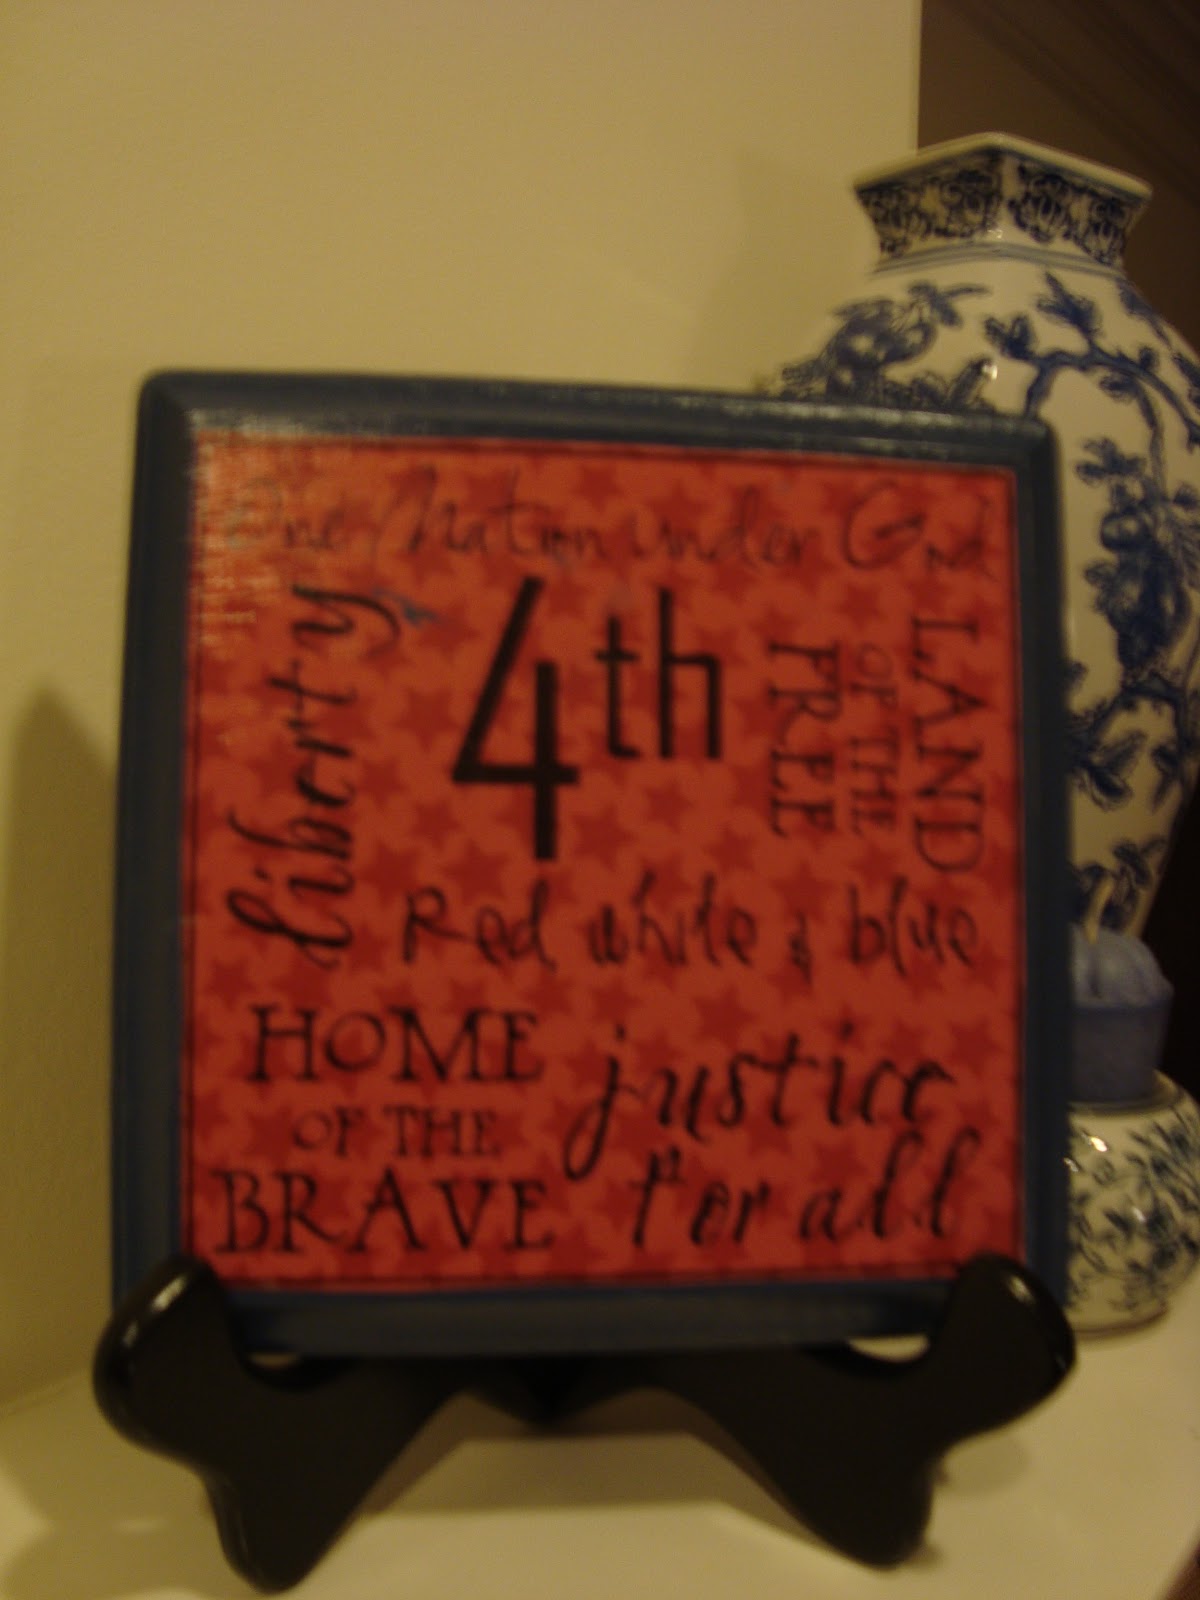 One Nation under God
liberty
4th
LAND
OF THE
FREE
Red white & blue
HOME
OF THE
BRAVE
justice
for all